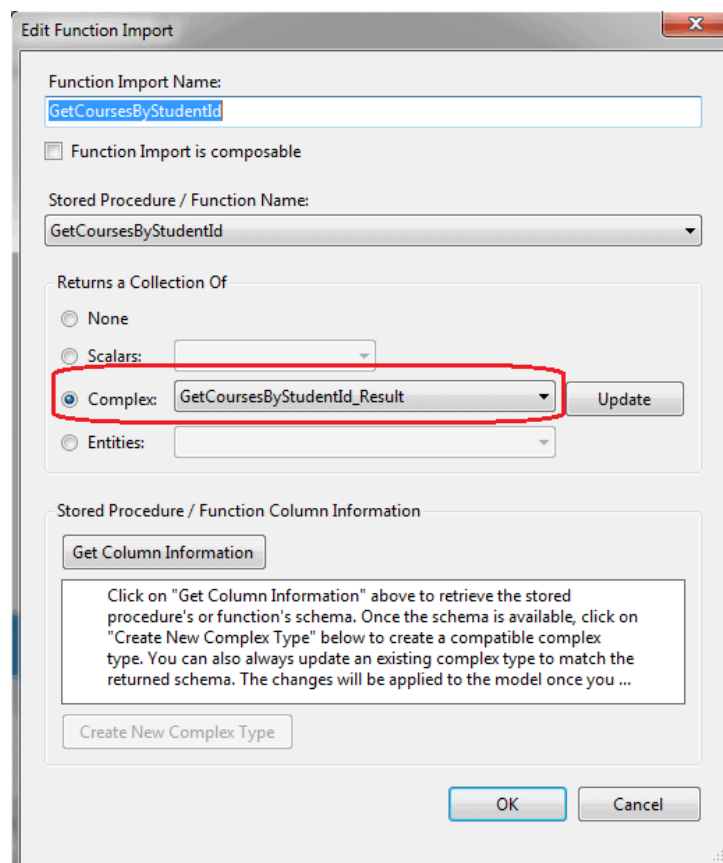 Edit Function Import
Function Import Name:
GetCoursesByStudentId
Function Import is composable
Stored Procedure / Function Name:
GetCoursesByStudentId
Returns a Collection Of
None
Scalars:
Complex: GetCoursesByStudentId_Result Update
Entities:
Stored Procedure / Function Column Information
Get Column Information
Click on "Get Column Information" above to retrieve the stored
procedure's or function's schema. Once the schema is available, click on
"Create New Complex Type" below to create a compatible complex
type. You can also always update an existing complex type to match the
returned schema. The changes will be applied to the model once you ...
Create New Complex Type
OK Cancel